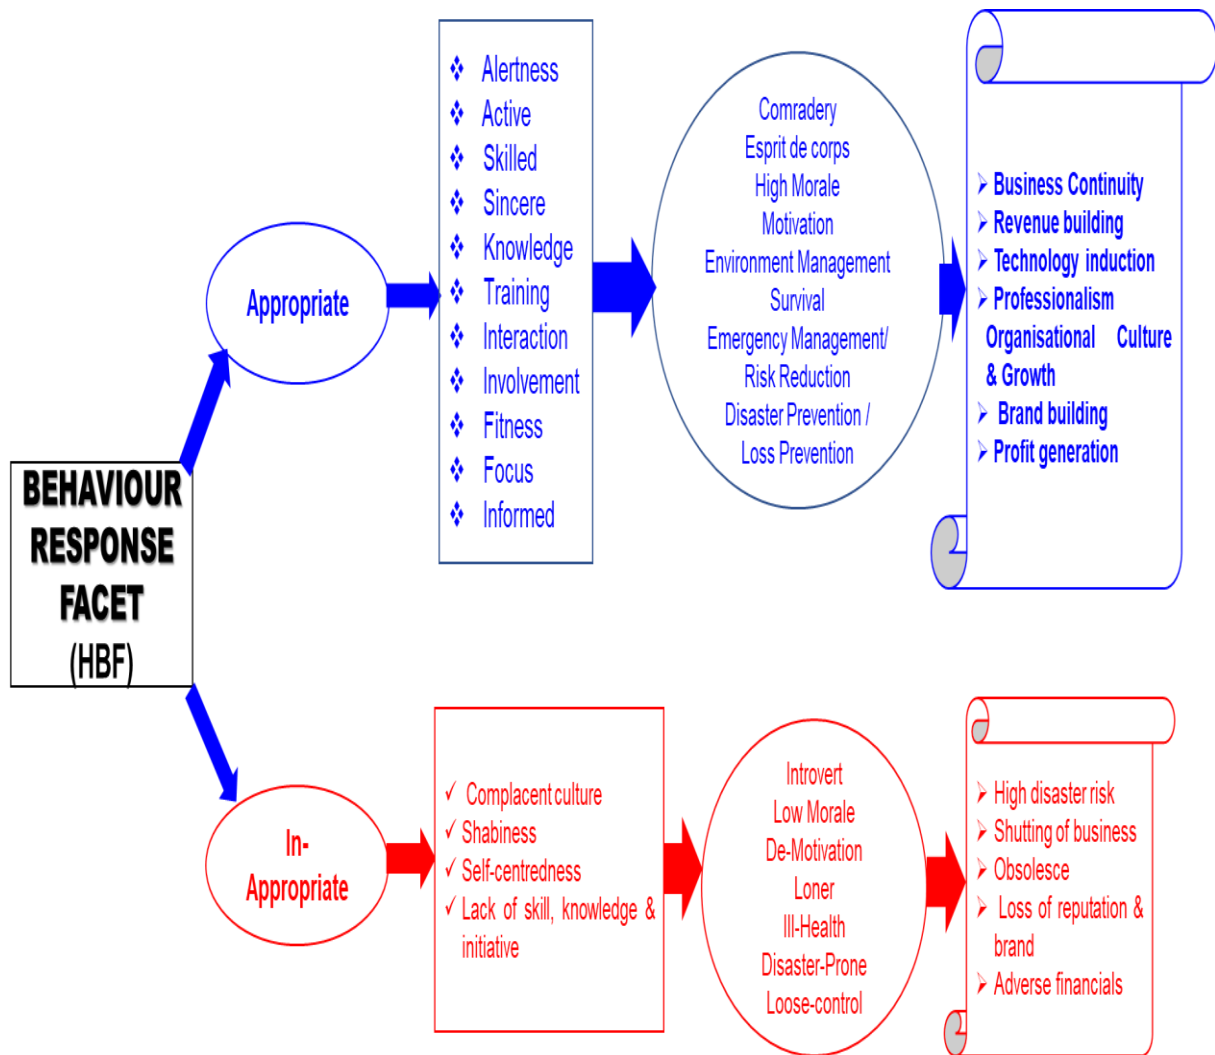 BEHAVIOUR
RESPONSE
FACET
(HBF)
Appropriate
❖ Alertness
❖ Active
❖ Skilled
❖ Sincere
❖ Knowledge
❖ Training
❖ Interaction
❖ Involvement
❖ Fitness
❖ Focus
❖ Informed
Comradery
Esprit de corps
High Morale
Motivation
Environment Management
Survival
Emergency Management/
Risk Reduction
Disaster Prevention /
Loss Prevention
➢ Business Continuity
➢ Revenue building
➢ Technology induction
➢ Professionalism
Organisational Culture
& Growth
➢ Brand building
➢ Profit generation
In-
Appropriate
✓ Complacent culture
✓ Shabiness
✓ Self-centredness
✓ Lack of skill, knowledge &
initiative
Introvert
Low Morale
De-Motivation
Loner
Ill-Health
Disaster-Prone
Loose-control
➢ High disaster risk
➢ Shutting of business
➢ Obsolesce
➢ Loss of reputation &
brand
➢ Adverse financials